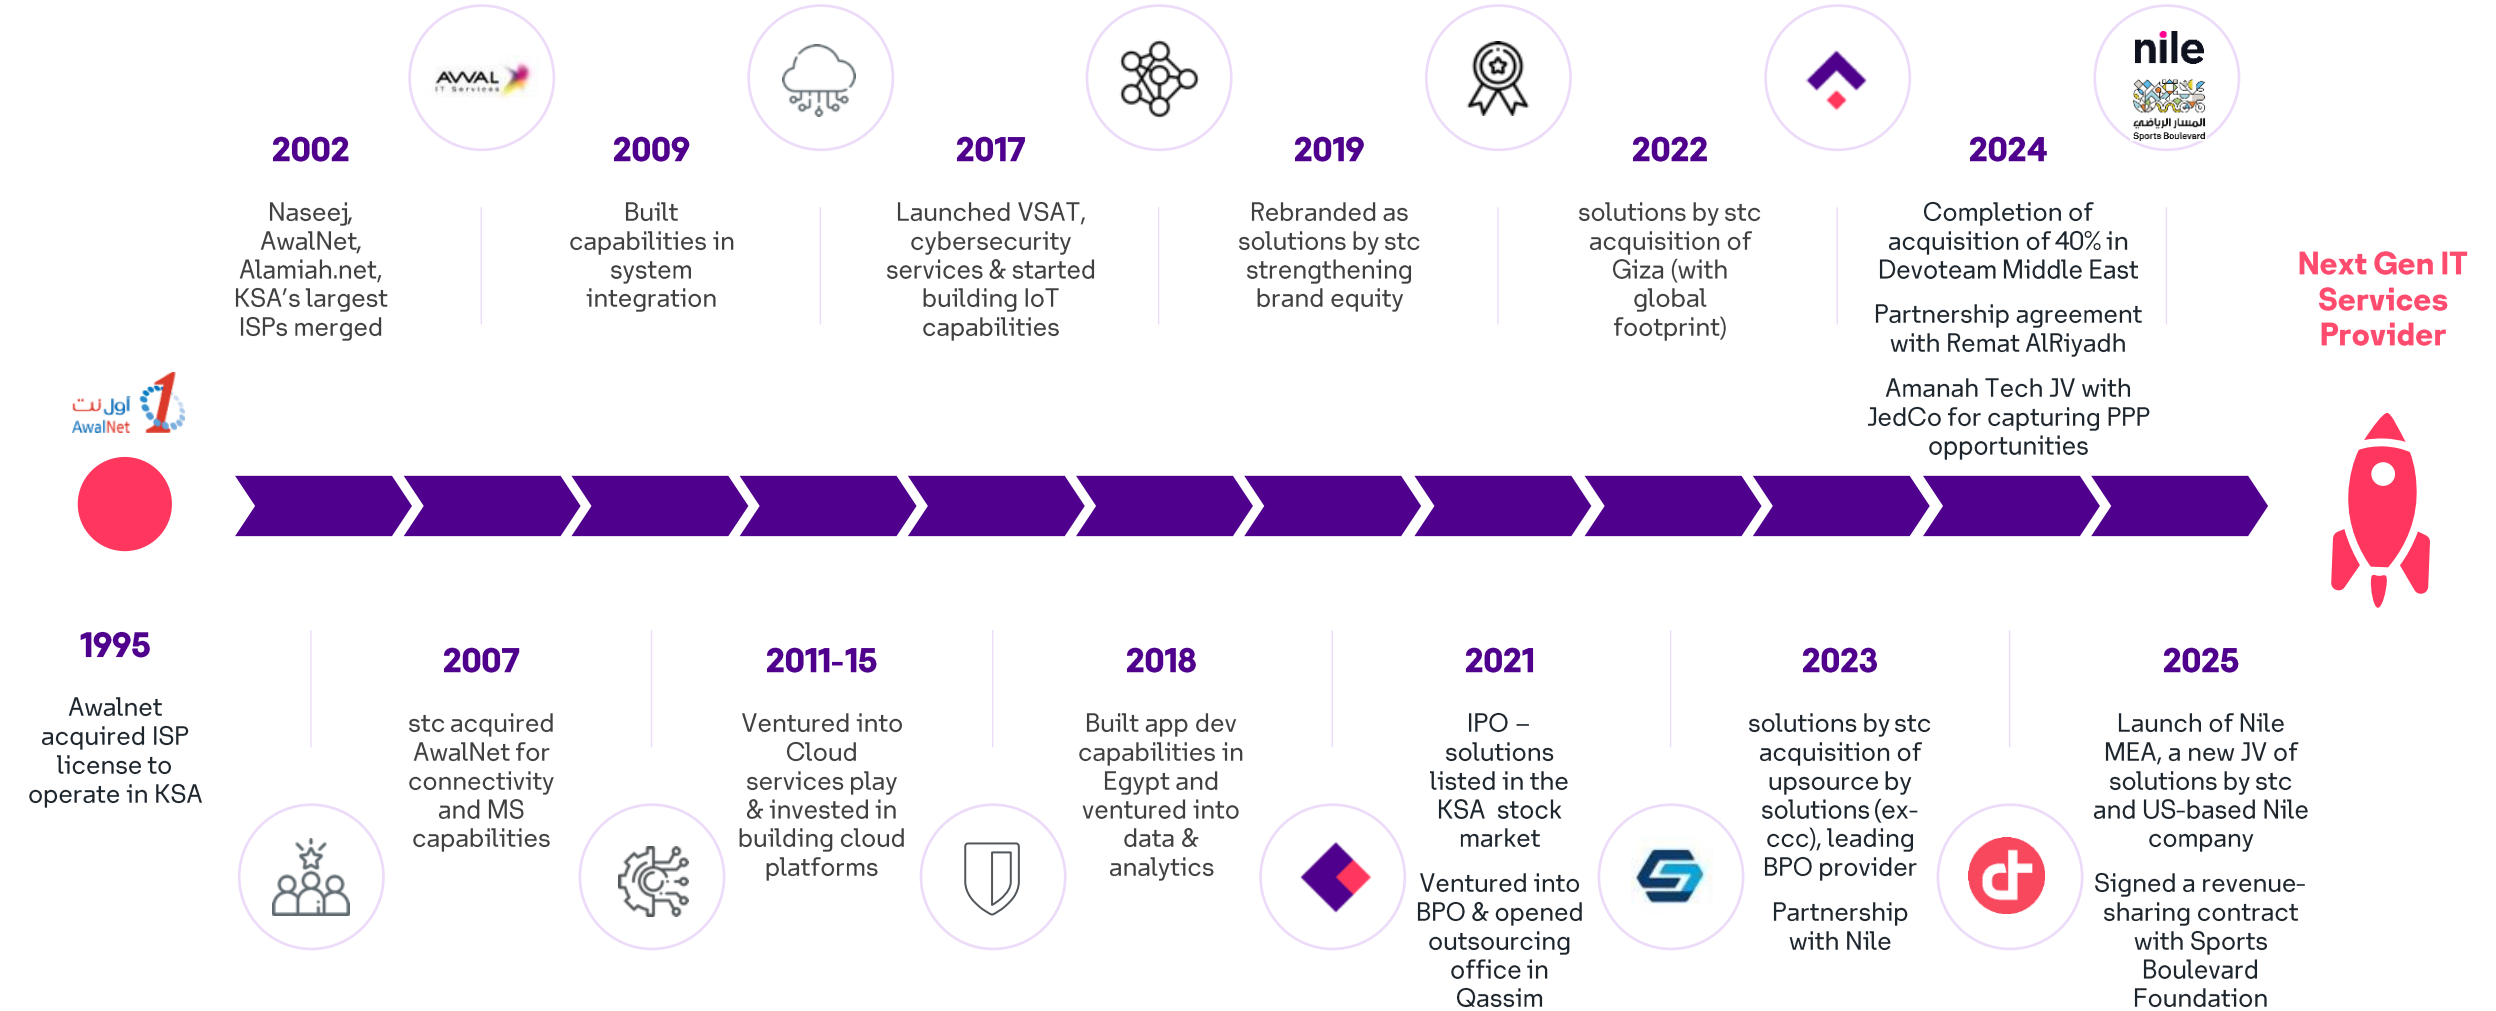 AWAL
IT Services
nile
المسار الرياضي
Sports Boulevard
2002
Naseej,
AwalNet,
Alamiah.net,
KSA's largest
ISPs merged
2009
Built
capabilities in
system
integration
2017
Launched VSAT,
cybersecurity
services & started
building IoT
capabilities
2019
Rebranded as
solutions by stc
strengthening
brand equity
2022
solutions by stc
acquisition of
Giza (with
global
footprint)
2024
Completion of
acquisition of 40% in
Devoteam Middle East
Partnership agreement
with Remat AlRiyadh
Amanah Tech JV with
JedCo for capturing PPP
opportunities
Next Gen IT
Services
Provider
أول نت
AwalNet
1
1995
Awalnet
acquired ISP
license to
operate in KSA
2007
stc acquired
AwalNet for
connectivity
and MS
capabilities
2011-15
Ventured into
Cloud
services play
& invested in
building cloud
platforms
2018
Built app dev
capabilities in
Egypt and
ventured into
data &
analytics
2021
IPO –
solutions
listed in the
KSA  stock
market
Ventured into
BPO & opened
outsourcing
office in
Qassim
2023
solutions by stc
acquisition of
upsource by
solutions (ex-
ccc), leading
BPO provider
Partnership
with Nile
2025
Launch of Nile
MEA, a new JV of
solutions by stc
and US-based Nile
company
Signed a revenue-
sharing contract
with Sports
Boulevard
Foundation